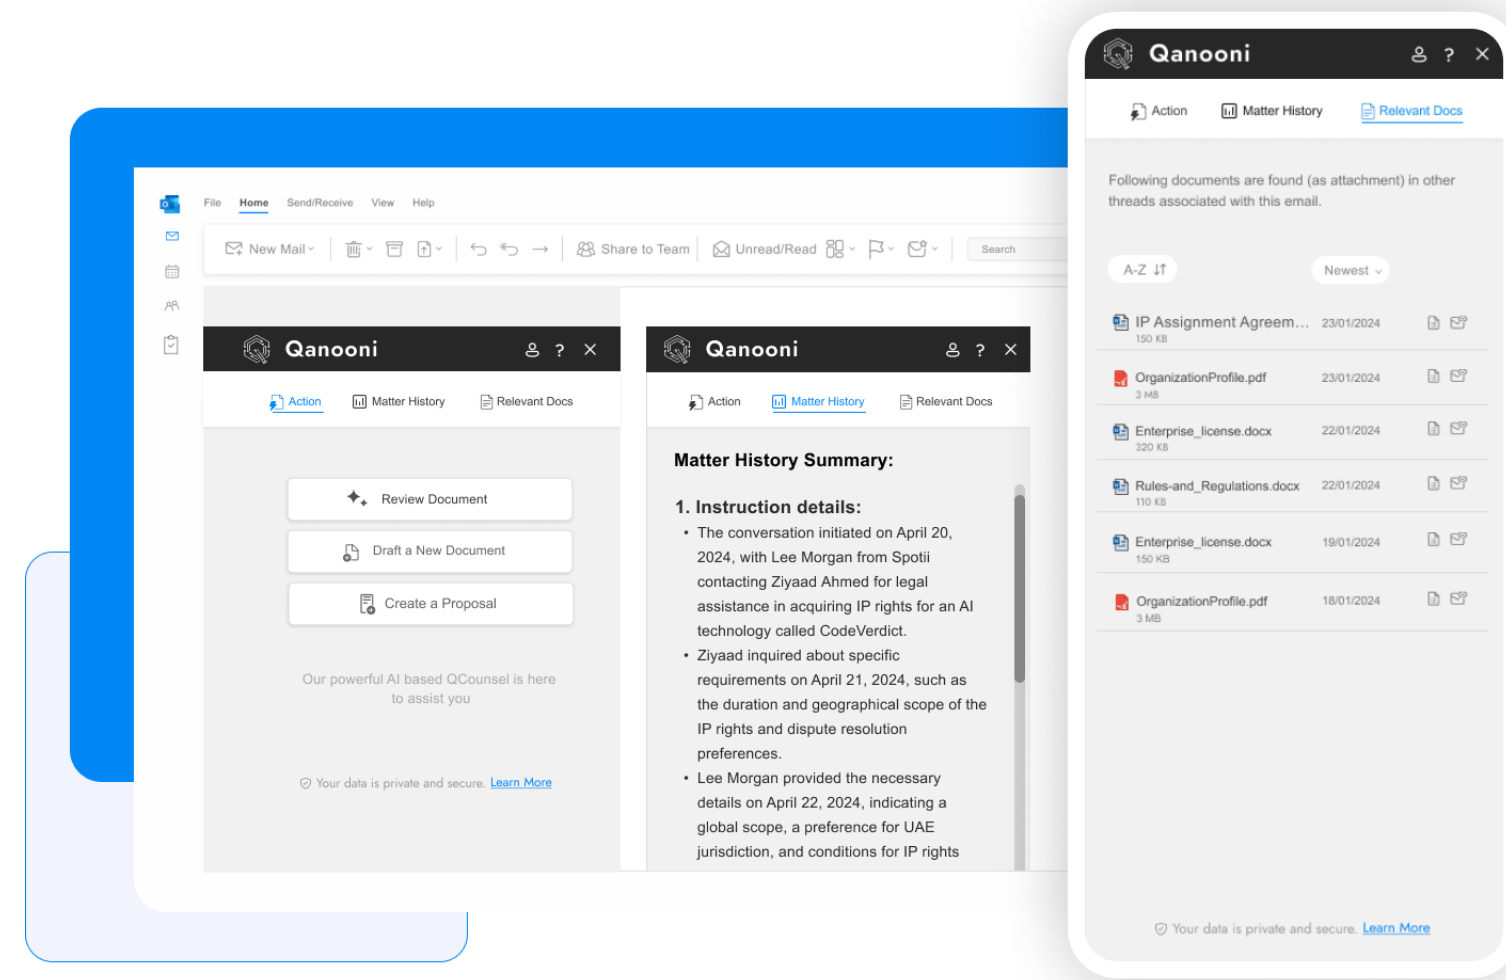 File Home Send/Receive View Help
New Mail Share to Team Unread/Read Search
Qanooni ?
Action Matter History Relevant Docs
Review Document
Draft a New Document
Create a Proposal
Our powerful AI based QCounsel is here
to assist you
Your data is private and secure. Learn More
Qanooni ?
Action Matter History Relevant Docs
Matter History Summary:
1. Instruction details:
• The conversation initiated on April 20,
2024, with Lee Morgan from Spotii
contacting Ziyaad Ahmed for legal
assistance in acquiring IP rights for an AI
technology called CodeVerdict.
• Ziyaad inquired about specific
requirements on April 21, 2024, such as
the duration and geographical scope of the
IP rights and dispute resolution
preferences.
• Lee Morgan provided the necessary
details on April 22, 2024, indicating a
global scope, a preference for UAE
jurisdiction, and conditions for IP rights
Qanooni ?
Action Matter History Relevant Docs
Following documents are found (as attachment) in other
threads associated with this email.
A-Z Newest
IP Assignment Agreem... 23/01/2024
150 KB
OrganizationProfile.pdf 23/01/2024
3 MB
Enterprise_license.docx 22/01/2024
320 KB
Rules-and_Regulations.docx 22/01/2024
110 KB
Enterprise_license.docx 19/01/2024
150 KB
OrganizationProfile.pdf 18/01/2024
3 MB
Your data is private and secure. Learn More